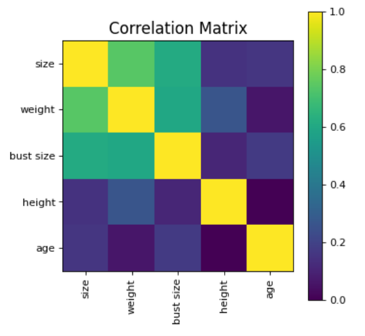 Correlation Matrix
size
weight
bust size
height
age
size
weight
bust size
height
age
1.0
0.8
0.6
0.4
0.2
0.0